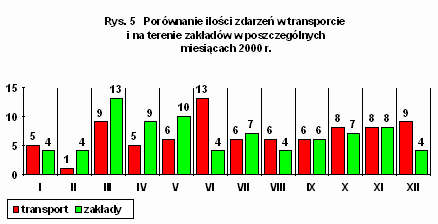 Rys. 5 Porównanie ilości zdarzeń w transporcie
i na terenie zakładów w poszczególnych
miesiącach 2000 r.
15
10
5
0
5 4 1 4 9 13 5 9 6 10 13 4 6 7 6 4 6 6 8 7 8 8 9 4
I II III IV V VI VII VIII IX X XI XII
transport zakłady